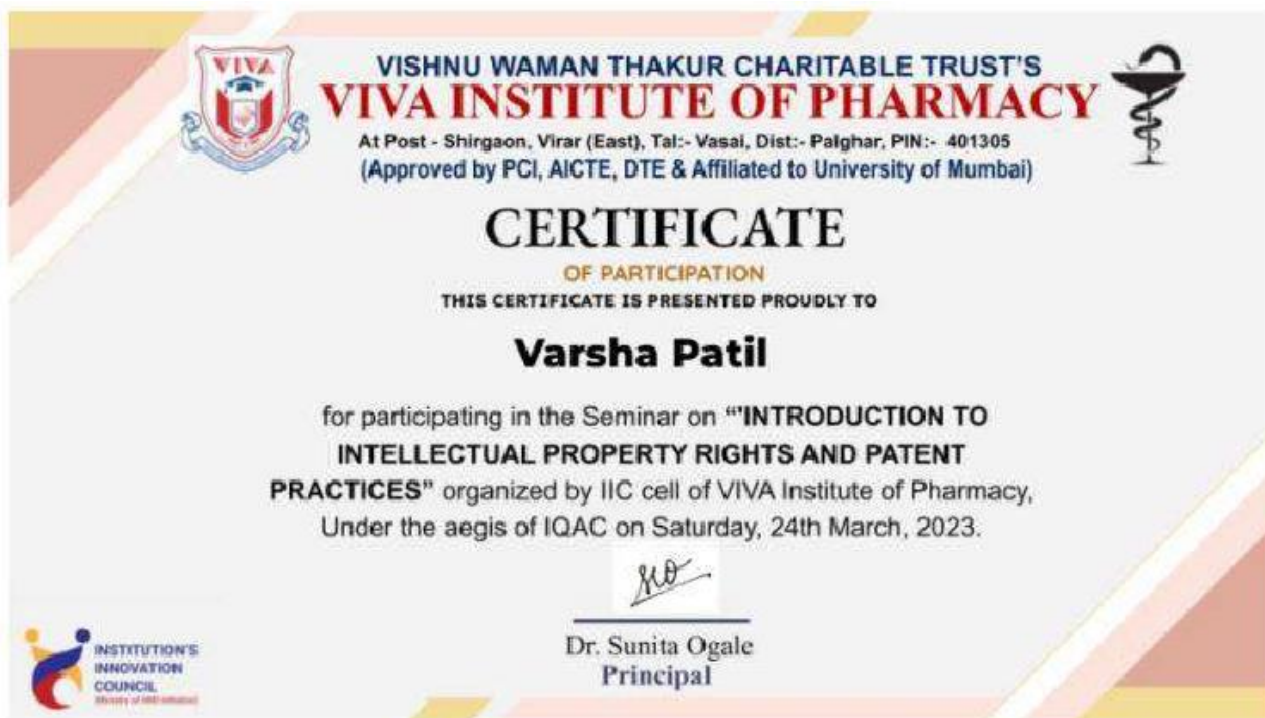 VIVA
VISHNU WAMAN THAKUR CHARITABLE TRUST'S
VIVA INSTITUTE OF PHARMACY
At Post - Shirgaon, Virar (East), Tal:- Vasai, Dist:- Palghar, PIN:- 401305
(Approved by PCI, AICTE, DTE & Affiliated to University of Mumbai)
CERTIFICATE
OF PARTICIPATION
THIS CERTIFICATE IS PRESENTED PROUDLY TO
Varsha Patil
for participating in the Seminar on "'INTRODUCTION TO
INTELLECTUAL PROPERTY RIGHTS AND PATENT
PRACTICES" organized by IIC cell of VIVA Institute of Pharmacy,
Under the aegis of IQAC on Saturday, 24th March, 2023.
Dr. Sunita Ogale
Principal
INSTITUTION'S
INNOVATION
COUNCIL